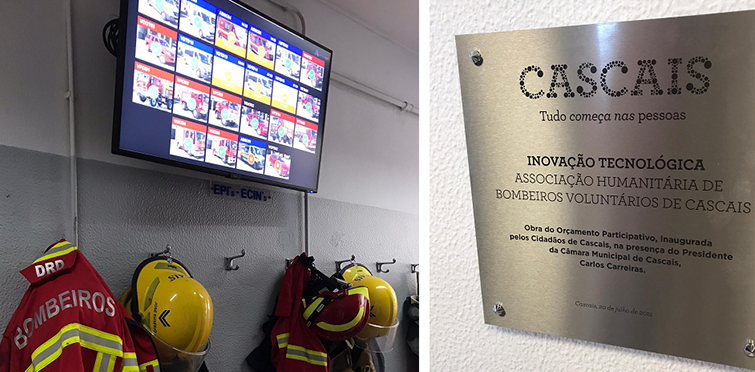 EPI's - ECIN's -
DRD
BOMBEIROS
CASCAIS
Tudo começa nas pessoas
INOVAÇÃO TECNOLÓGICA
ASSOCIAÇÃO HUMANITÁRIA DE
BOMBEIROS VOLUNTÁRIOS DE CASCAIS
Obra do Orçamento Participativo, inaugurada
pelos Cidadãos de Cascais, na presença do Presidente
da Câmara Municipal de Cascais,
Carlos Carreiras.